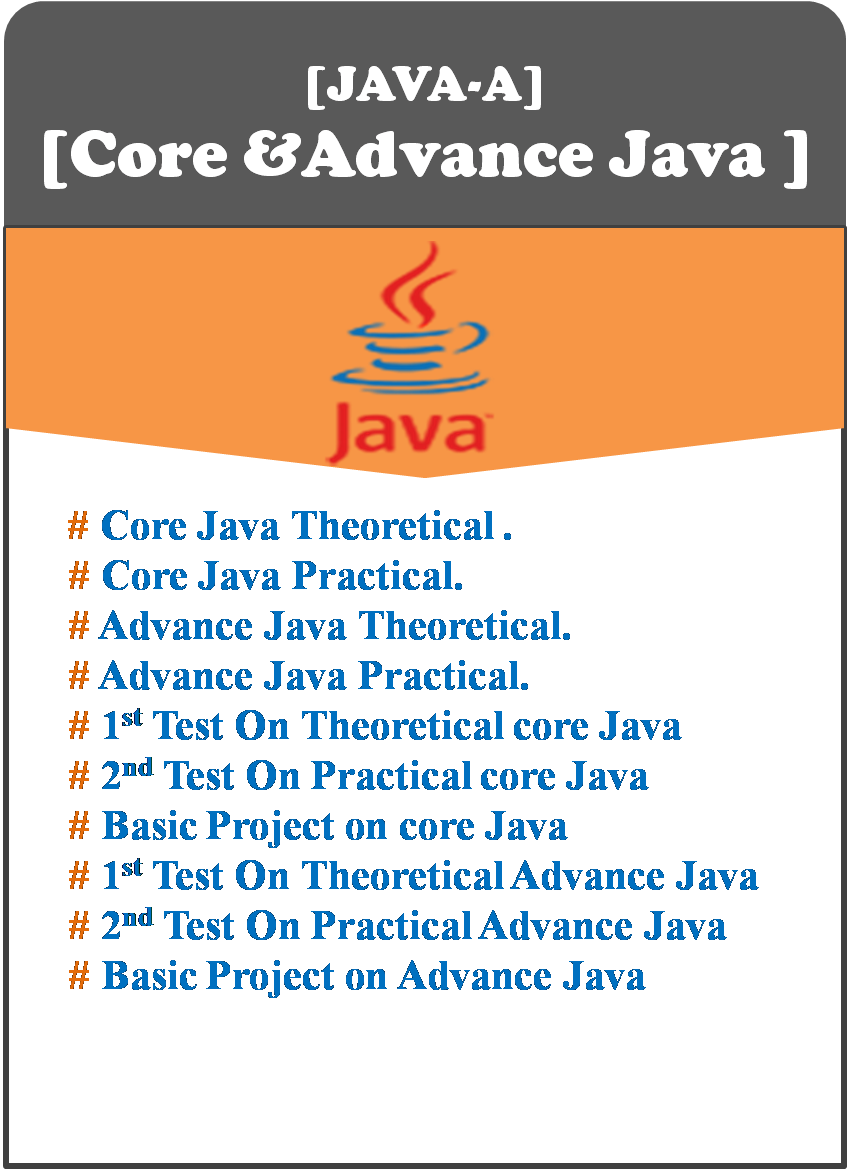 [JAVA-A]
[Core &Advance Java ]
Java™
# Core Java Theoretical .
# Core Java Practical.
# Advance Java Theoretical.
# Advance Java Practical.
# 1st Test On Theoretical core Java
# 2nd Test On Practical core Java
# Basic Project on core Java
# 1st Test On Theoretical Advance Java
# 2nd Test On Practical Advance Java
# Basic Project on Advance Java